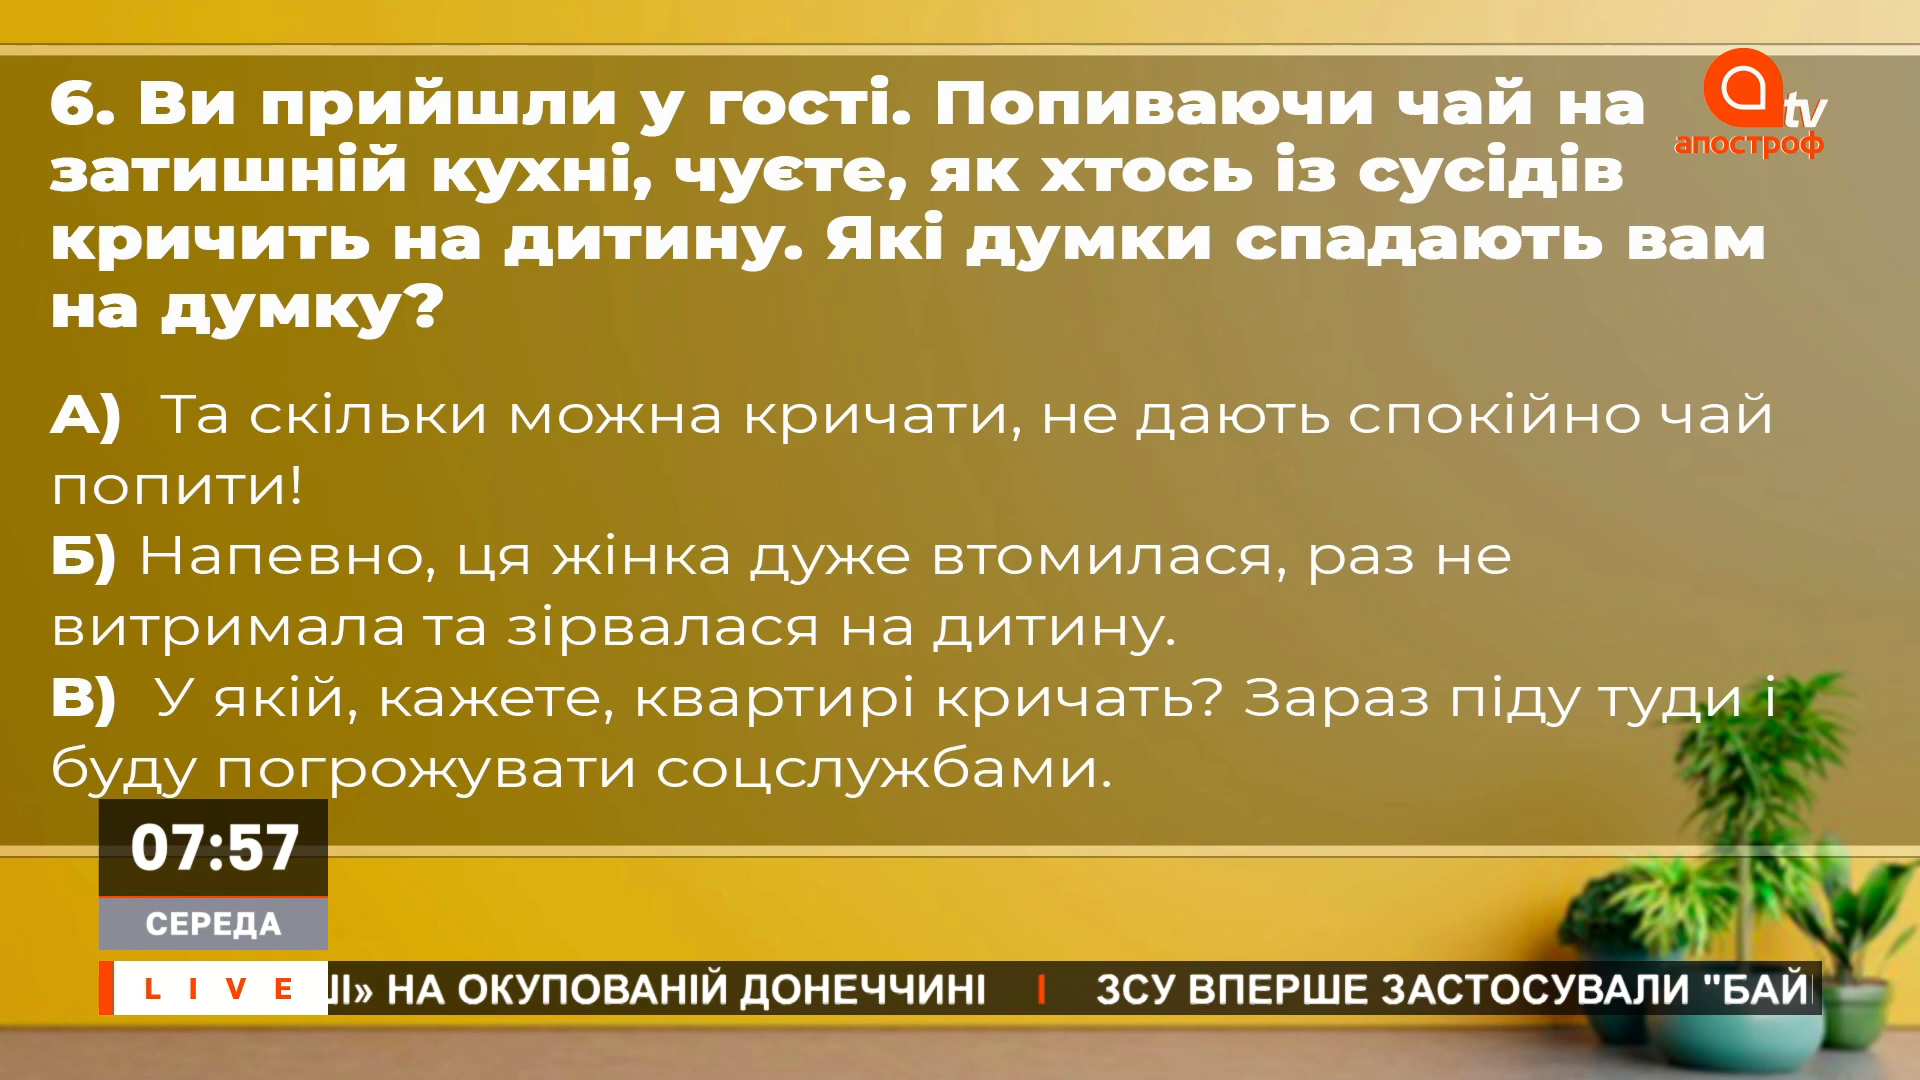 6. Ви прийшли у гості. Попиваючи чай на
затишній кухні, чуєте, як хтось із сусідів
кричить на дитину. Які думки спадають вам
на думку?
tv
апостроф
А) Та скільки можна кричати, не дають спокійно чай
попити!
Б) Напевно, ця жінка дуже втомилася, раз не
витримала та зірвалася на дитину.
В) У якій, кажете, квартирі кричать? Зараз піду туди і
буду погрожувати соцслужбами.
07:57
СЕРЕДА
LIVE
» НА ОКУПОВАНІЙ ДОНЕЧЧИНІ | ЗСУ ВПЕРШЕ ЗАСТОСУВАЛИ "БАЙ